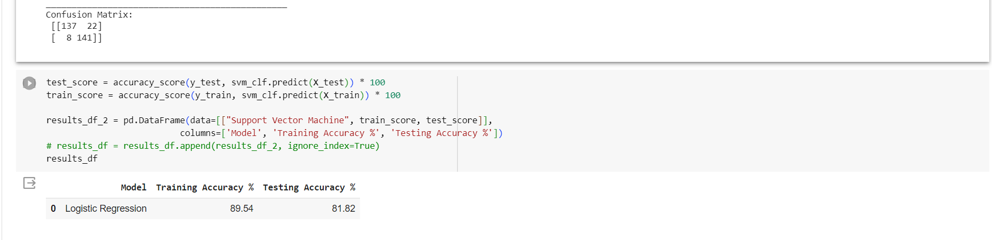 Confusion Matrix:
[[137  22]
[  8 141]]
test_score = accuracy_score(y_test, svm_clf.predict(X_test)) * 100
train_score = accuracy_score(y_train, svm_clf.predict(X_train)) * 100
results_df_2 = pd.DataFrame(data=[["Support Vector Machine", train_score, test_score]],
columns=['Model', 'Training Accuracy %', 'Testing Accuracy %'])
# results_df = results_df.append(results_df_2, ignore_index=True)
results_df
Model Training Accuracy % Testing Accuracy %
0 Logistic Regression 89.54 81.82